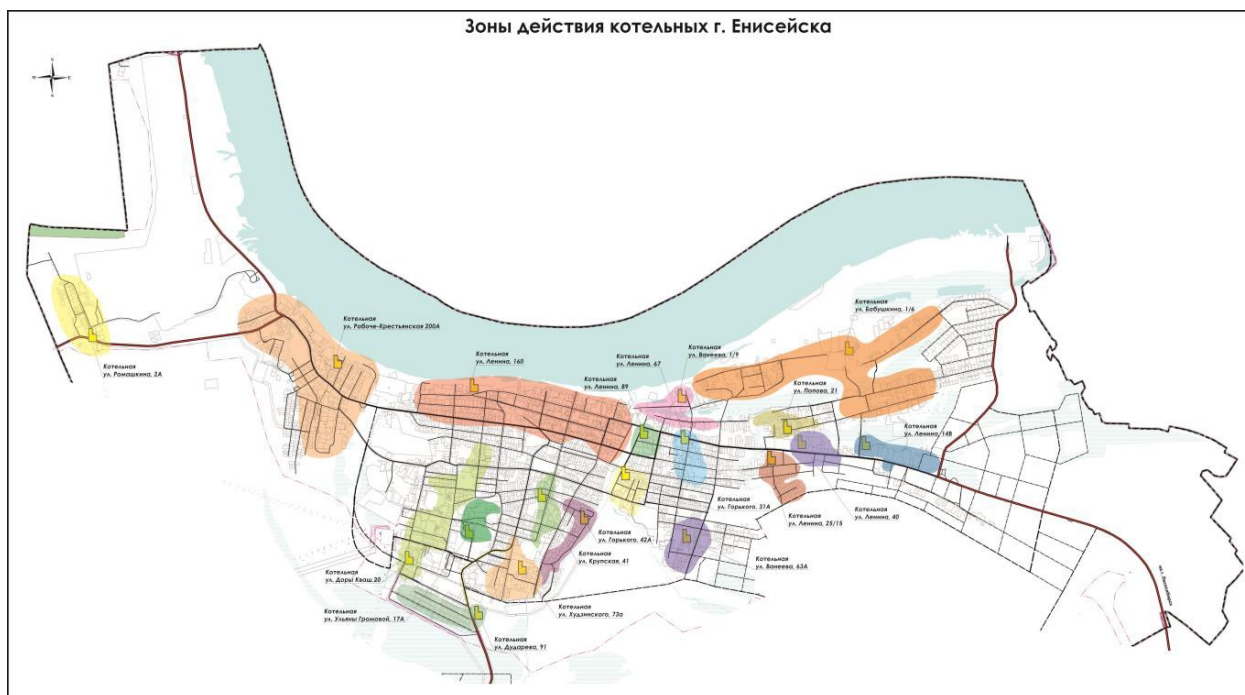 Зоны действия котельных г. Енисейска
Котельная
ул. Бабушкина, 1/6
Котельная
ул. Рабоче-Крестьянская 200А
Котельная
ул. Ванеева, 1/9
Котельная
ул. Ленина, 160
Котельная
ул. Ленина, 67
Котельная
ул. Ленина, 89
Котельная
ул. Ромашкина, 2А
Котельная
ул. Попова, 21
Котельная
ул. Ленина, 14В
Котельная
ул. Горького, 31А
Котельная
ул. Ленина, 40
Котельная
ул. Ленина, 25/15
Котельная
ул. Горького, 42А
Котельная
ул. Крупская, 41
Котельная
ул. Ванеева, 63А
Котельная
ул. Доры Кваш,20
Котельная
ул. Худзинского, 73а
Котельная
ул. Ульяны Громовой, 17А
Котельная
ул. Дударева, 91